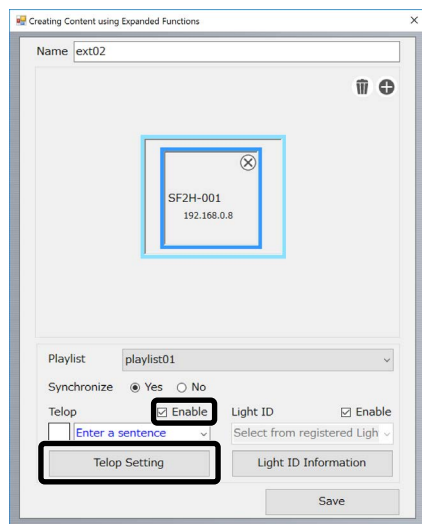 Creating Content using Expanded Functions
Name ext02
SF2H-001
192.168.0.8
Playlist playlist01
Synchronize Yes No
Telop Enable Light ID Enable
Enter a sentence Select from registered Ligh
Telop Setting Light ID Information
Save